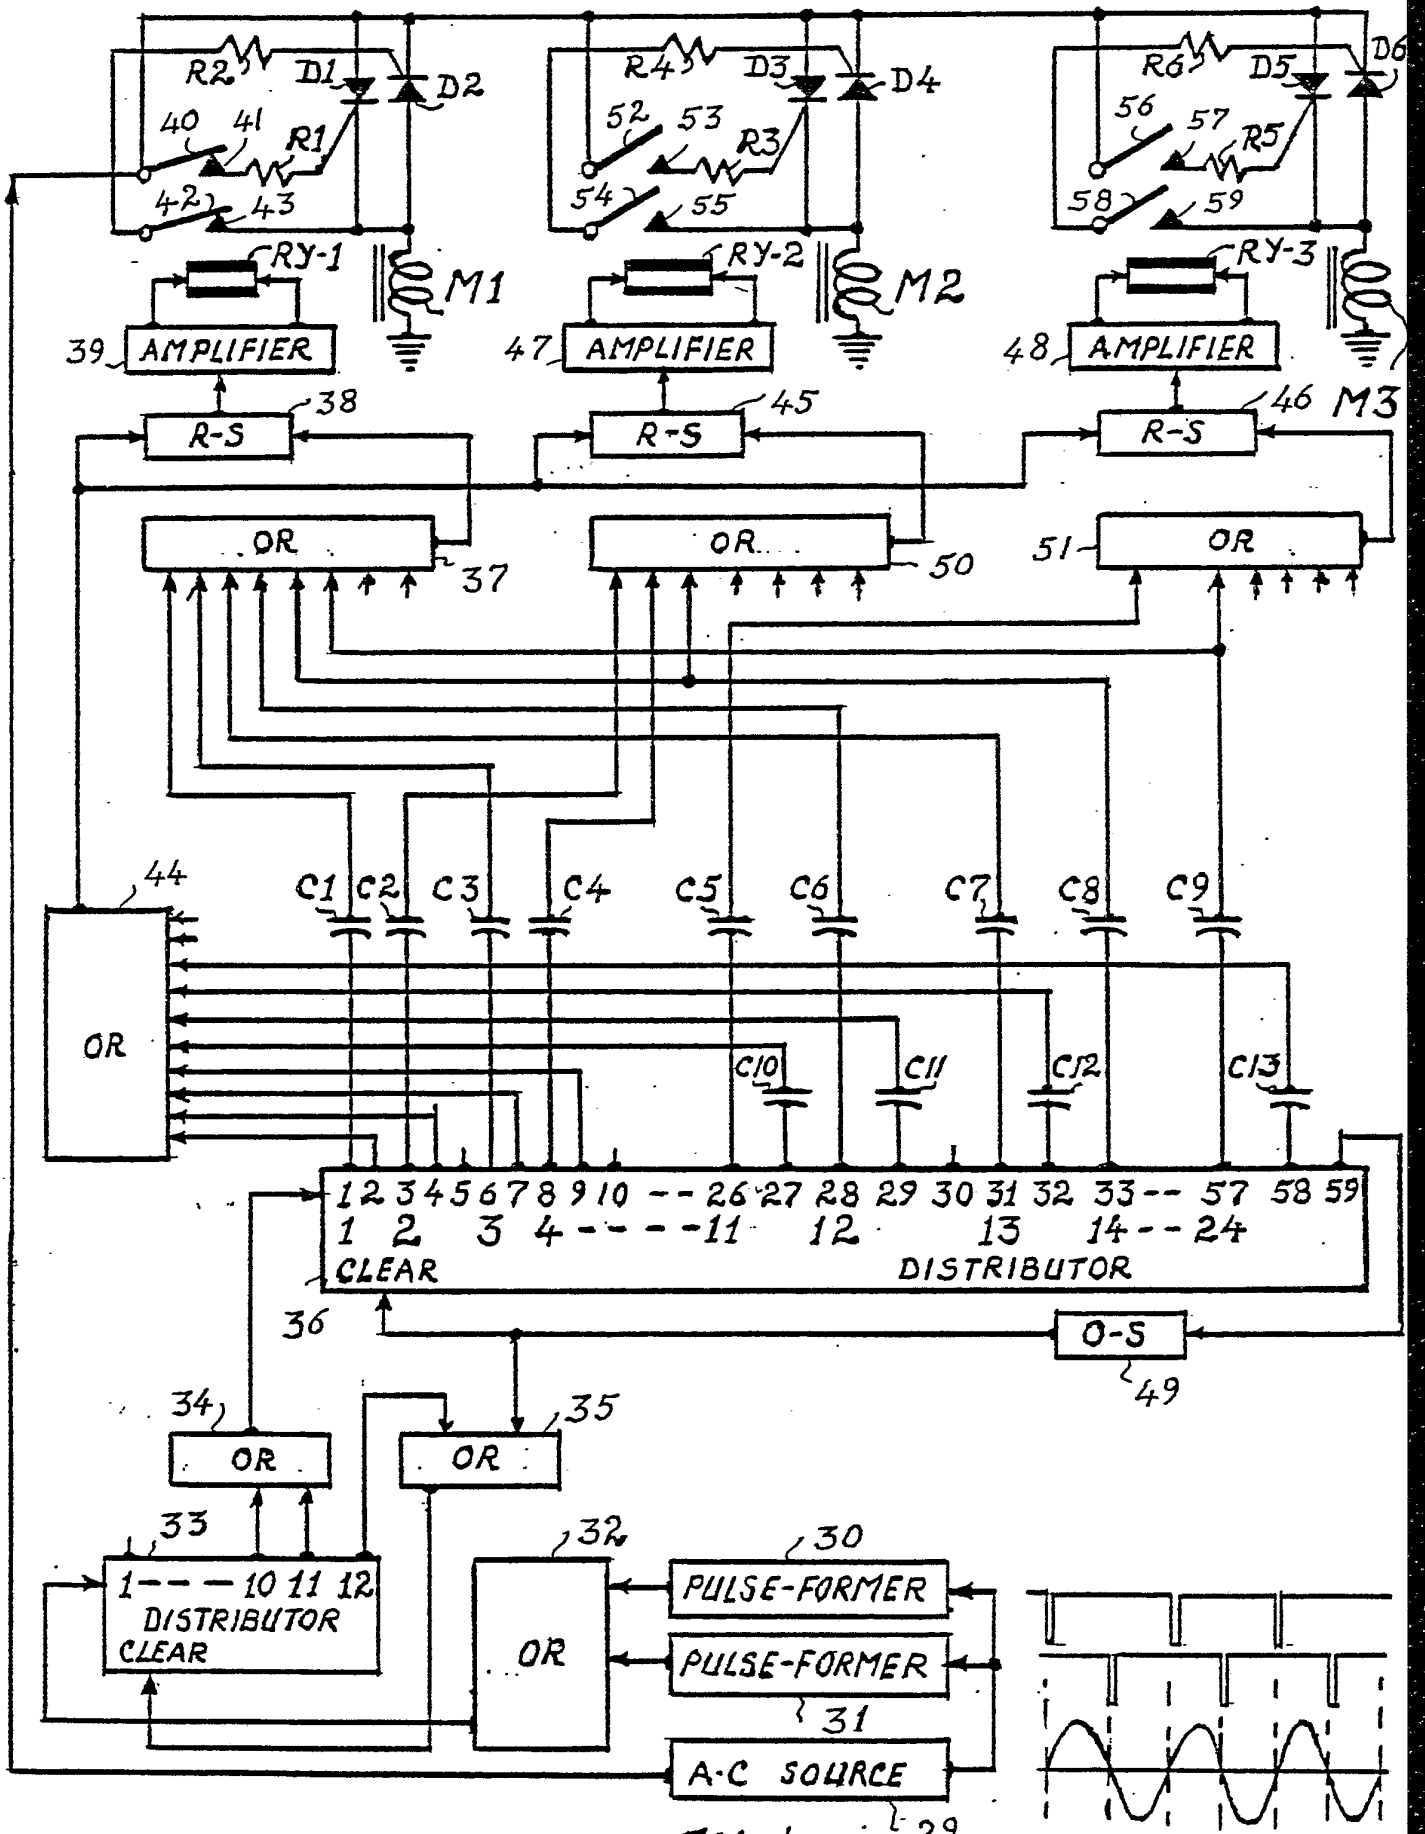 R2 D1 D2 R4 D3 D4 R6 D5 D6
40 41 R1 52 53 R3 56 57 R5
42 43 54 55 58 59
RY-1 M1 RY-2 M2 RY-3
39 AMPLIFIER 47 AMPLIFIER 48 AMPLIFIER
M3
38 45 46
R-S R-S R-S
OR OR 51 OR
37 50
44 C1 C2 C3 C4 C5 C6 C7 C8 C9
OR
C10 C11 C12 C13
1 2 3 4 5 6 7 8 9 10 -- 26 27 28 29 30 31 32 33 -- 57 58 59
1 2 3 4 ---- 11 12 13 14 -- 24
CLEAR DISTRIBUTOR
36
O-S
49
34 35
OR OR
33 32 30
1 --- 10 11 12 PULSE-FORMER
DISTRIBUTOR
CLEAR OR PULSE-FORMER
31
A-C SOURCE
29